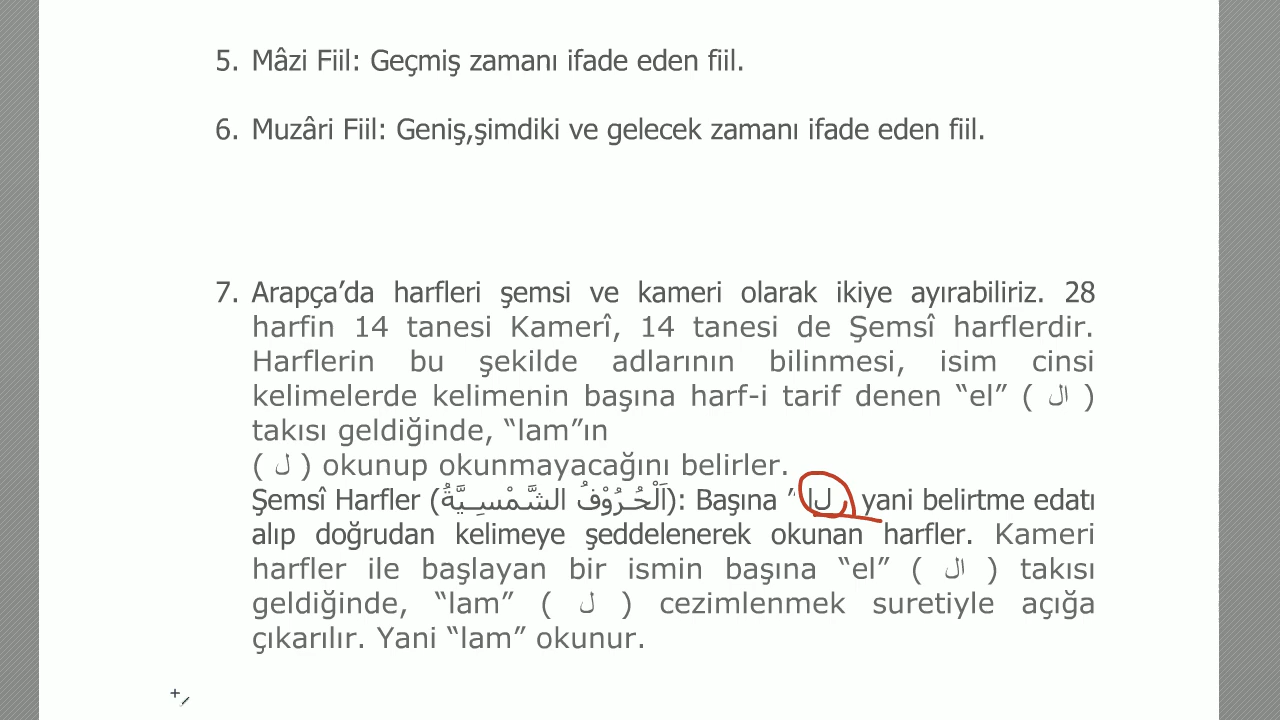 5. Mâzi Fiil: Geçmiş zamanı ifade eden fiil.
6. Muzâri Fiil: Geniş,şimdiki ve gelecek zamanı ifade eden fiil.
7. Arapça’da harfleri şemsi ve kameri olarak ikiye ayırabiliriz. 28
harfin 14 tanesi Kamerî, 14 tanesi de Şemsî harflerdir.
Harflerin bu şekilde adlarının bilinmesi, isim cinsi
kelimelerde kelimenin başına harf-i tarif denen “el” ( ال )
takısı geldiğinde, “lam”ın
( ل ) okunup okunmayacağını belirler.
Şemsî Harfler (اَلْحُـرُوْفُ الشَّـمْسِـيَّةُ): Başına ” ال yani belirtme edatı
alıp doğrudan kelimeye şeddelenerek okunan harfler. Kameri
harfler ile başlayan bir ismin başına “el” ( ال ) takısı
geldiğinde, “lam” ( ل ) cezimlenmek suretiyle açığa
çıkarılır. Yani “lam” okunur.